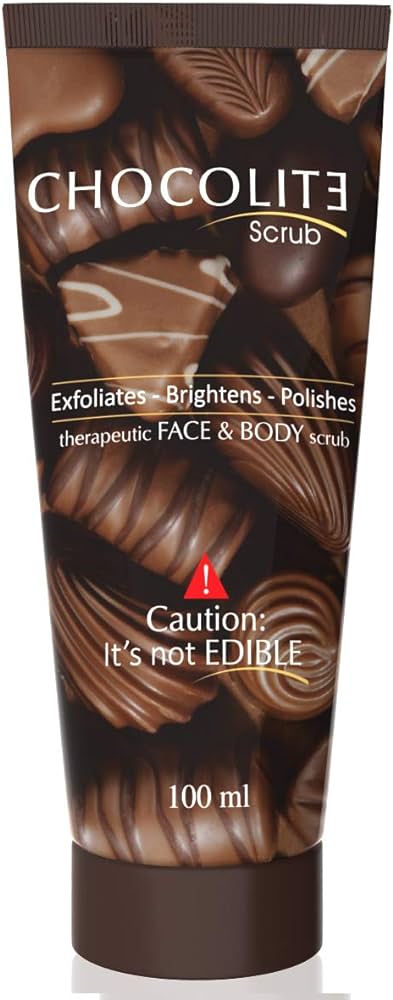 CHOCOLITE
Scrub
Exfoliates - Brightens - Polishes
therapeutic FACE & BODY scrub
!
Caution:
It's not EDIBLE
100 ml